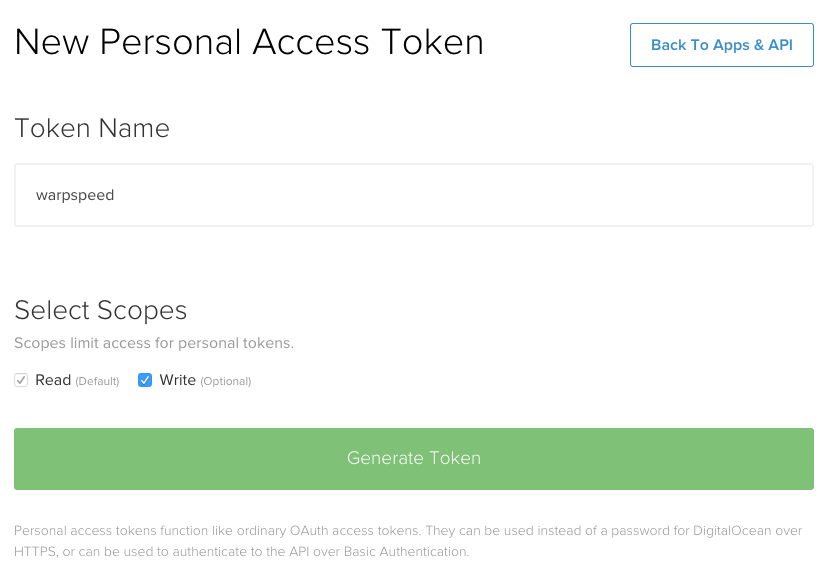 New Personal Access Token
Back To Apps & API
Token Name
warpspeed
Select Scopes
Scopes limit access for personal tokens.
Read (Default) Write (Optional)
Generate Token
Personal access tokens function like ordinary OAuth access tokens. They can be used instead of a password for DigitalOcean over
HTTPS, or can be used to authenticate to the API over Basic Authentication.